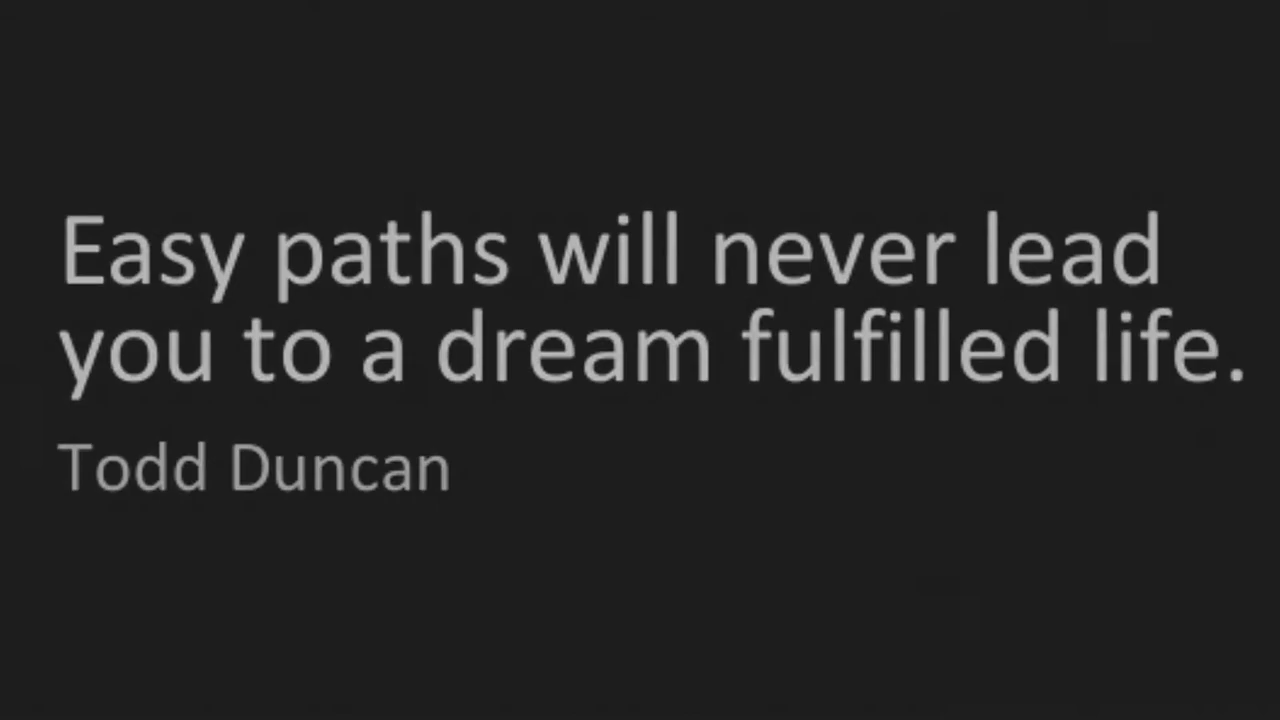 Easy paths will never lead
you to a dream fulfilled life.
Todd Duncan